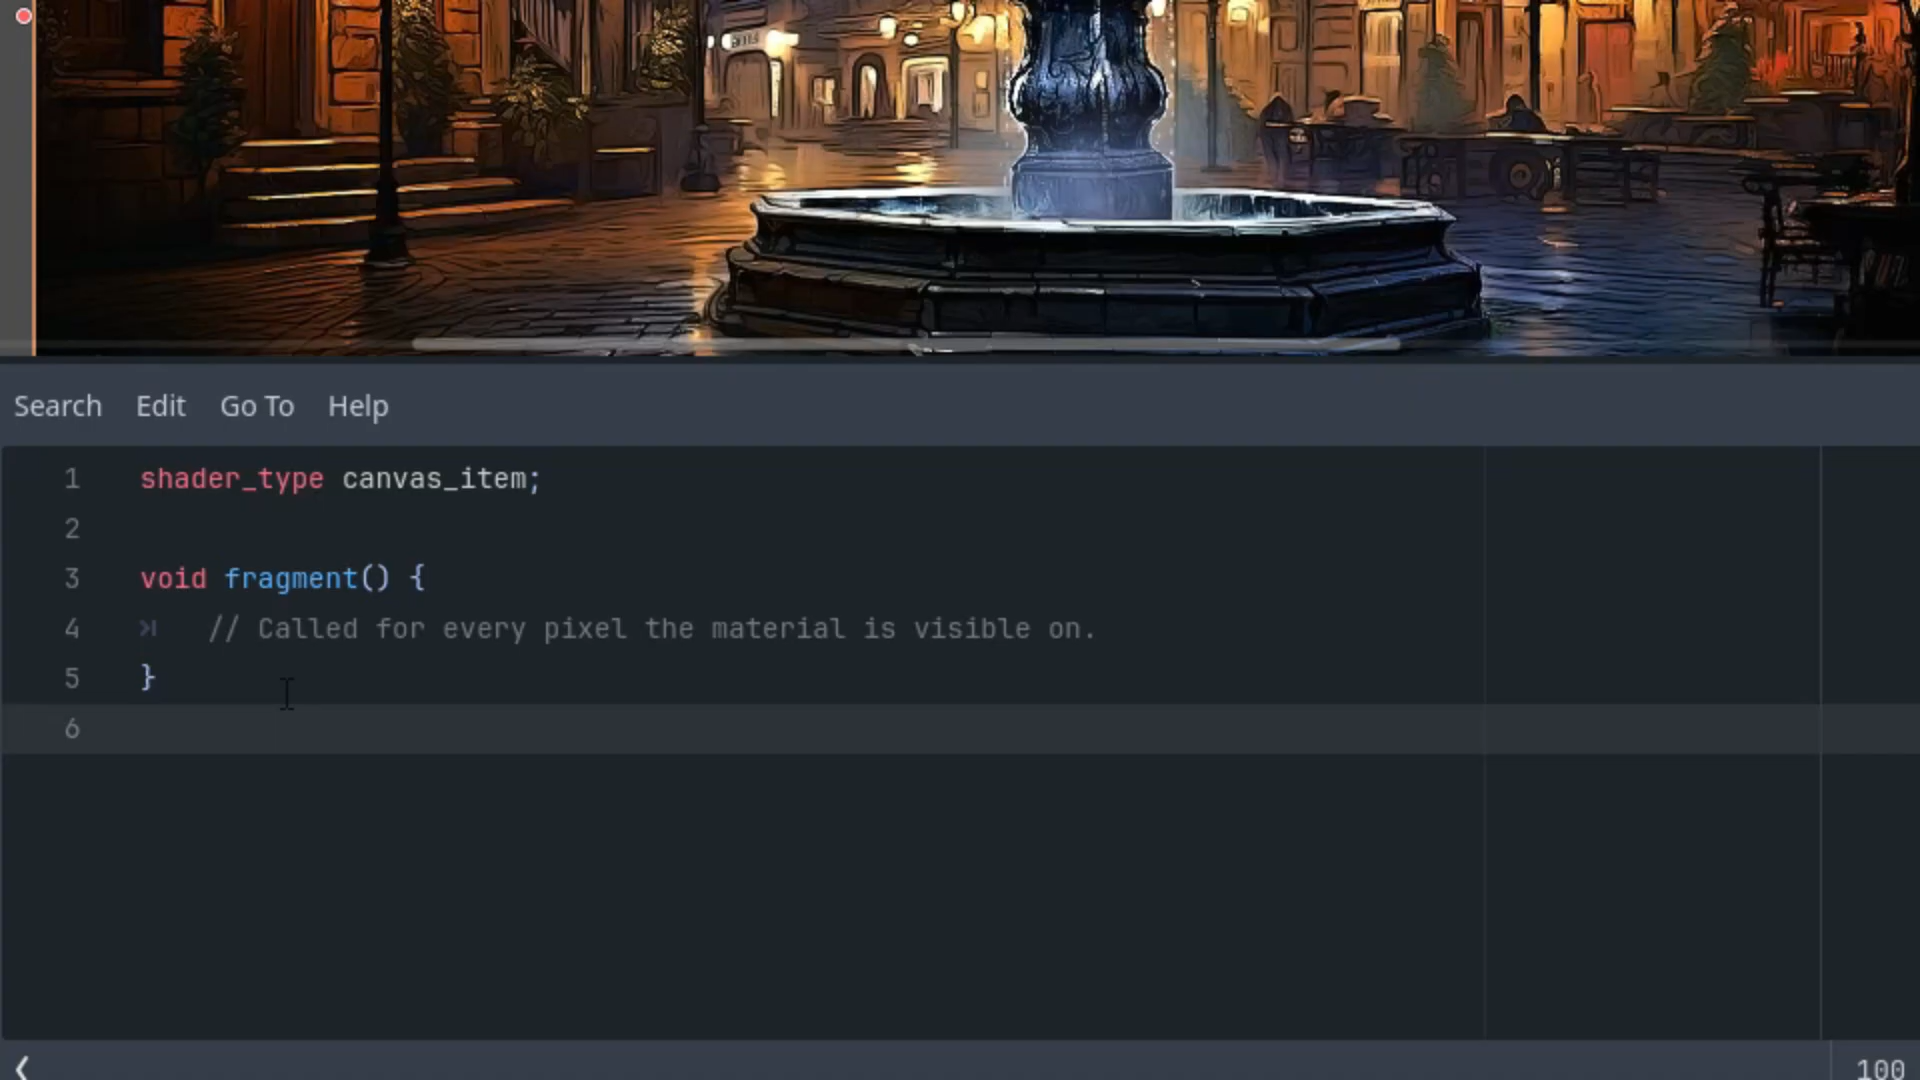 Search Edit Go To Help
1 shader_type canvas_item;
2
3 void fragment() {
4 // Called for every pixel the material is visible on.
5 }
6
100